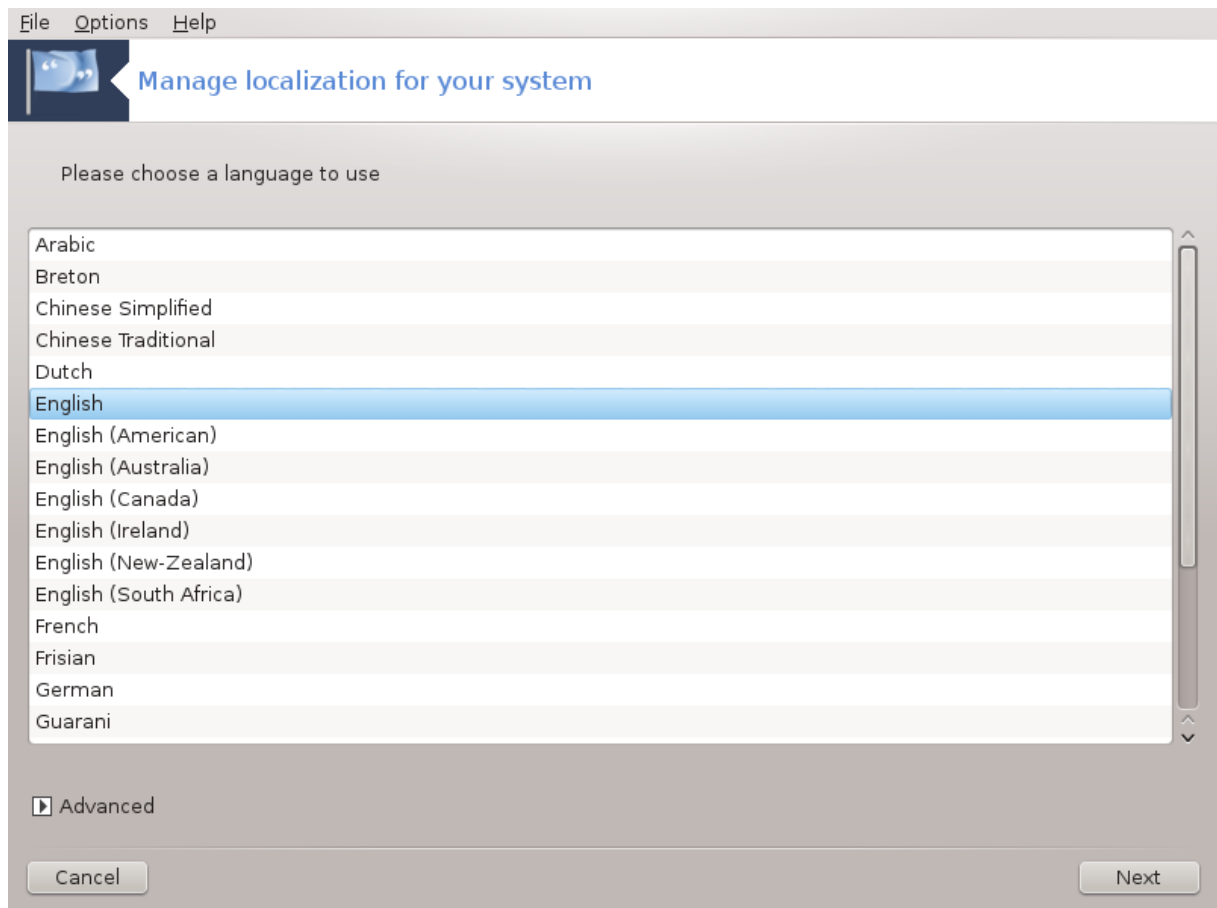 File Options Help
Manage localization for your system
Please choose a language to use
Arabic
Breton
Chinese Simplified
Chinese Traditional
Dutch
English
English (American)
English (Australia)
English (Canada)
English (Ireland)
English (New-Zealand)
English (South Africa)
French
Frisian
German
Guarani
Advanced
Cancel Next